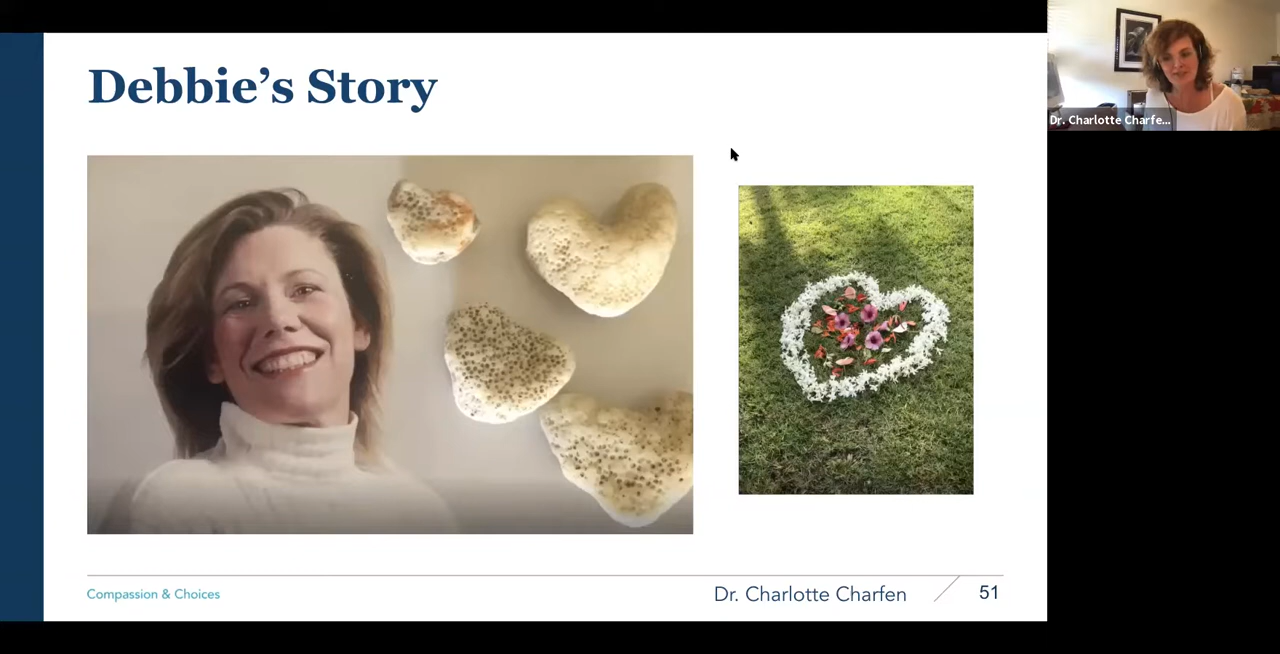 Debbie’s Story
Dr. Charlotte Charfe...
Compassion & Choices
Dr. Charlotte Charfen
51